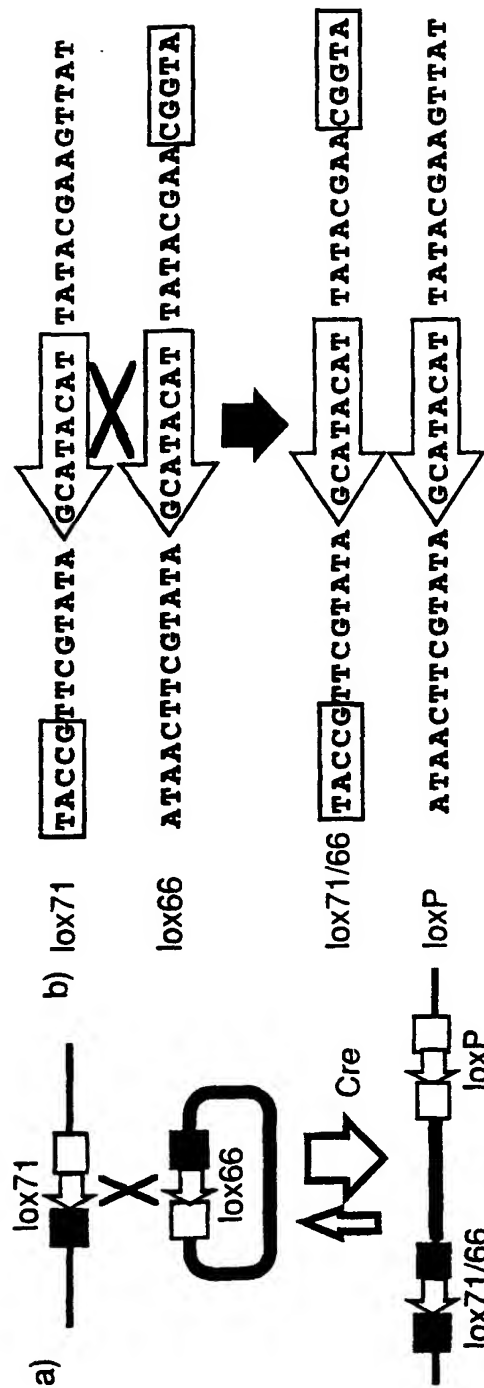 a)
lox71
lox66
Cre
lox71/66
loxP
b) lox71 TACCGTTCGTATA GCATACAT TATACGAAGTTAT
lox66 ATAACTTCGTATA GCATACAT TATACGAACGGTA
lox71/66 TACCGTTCGTATA GCATACAT TATACGAACGGTA
loxP ATAACTTCGTATA GCATACAT TATACGAAGTTAT